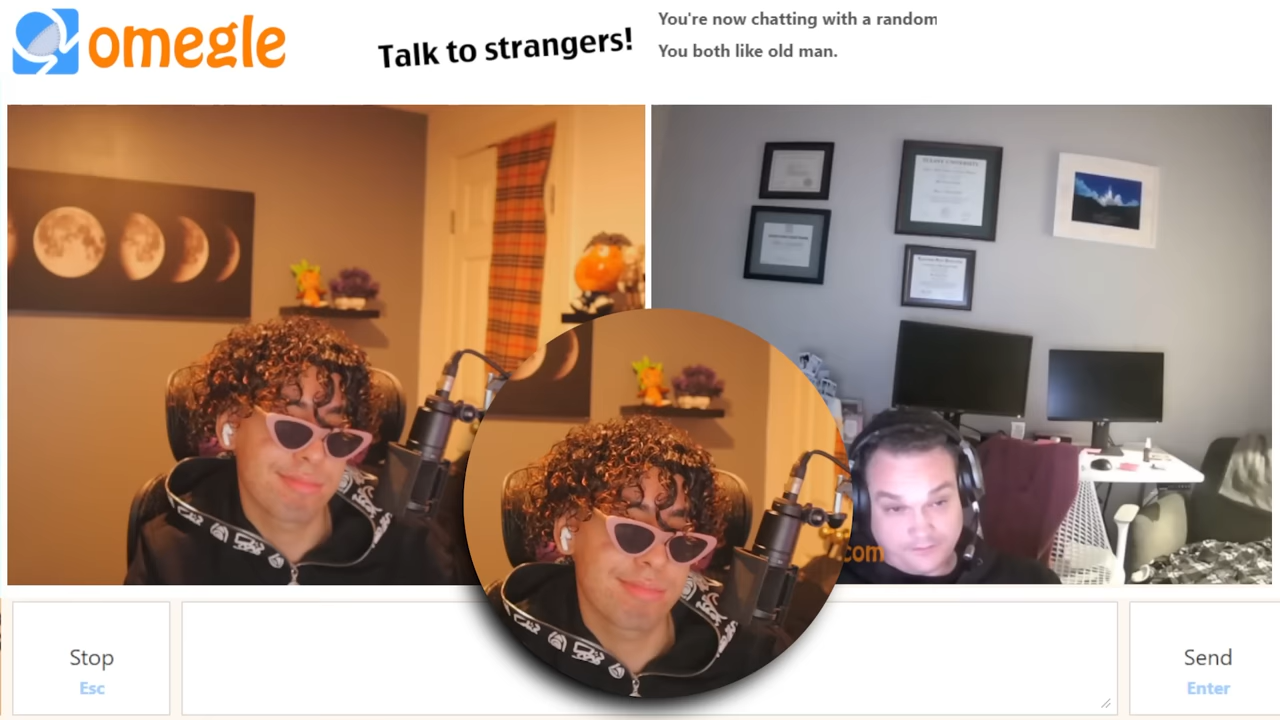 omegle
Talk to strangers!
You're now chatting with a random
You both like old man.
.com
Stop
Esc
Send
Enter